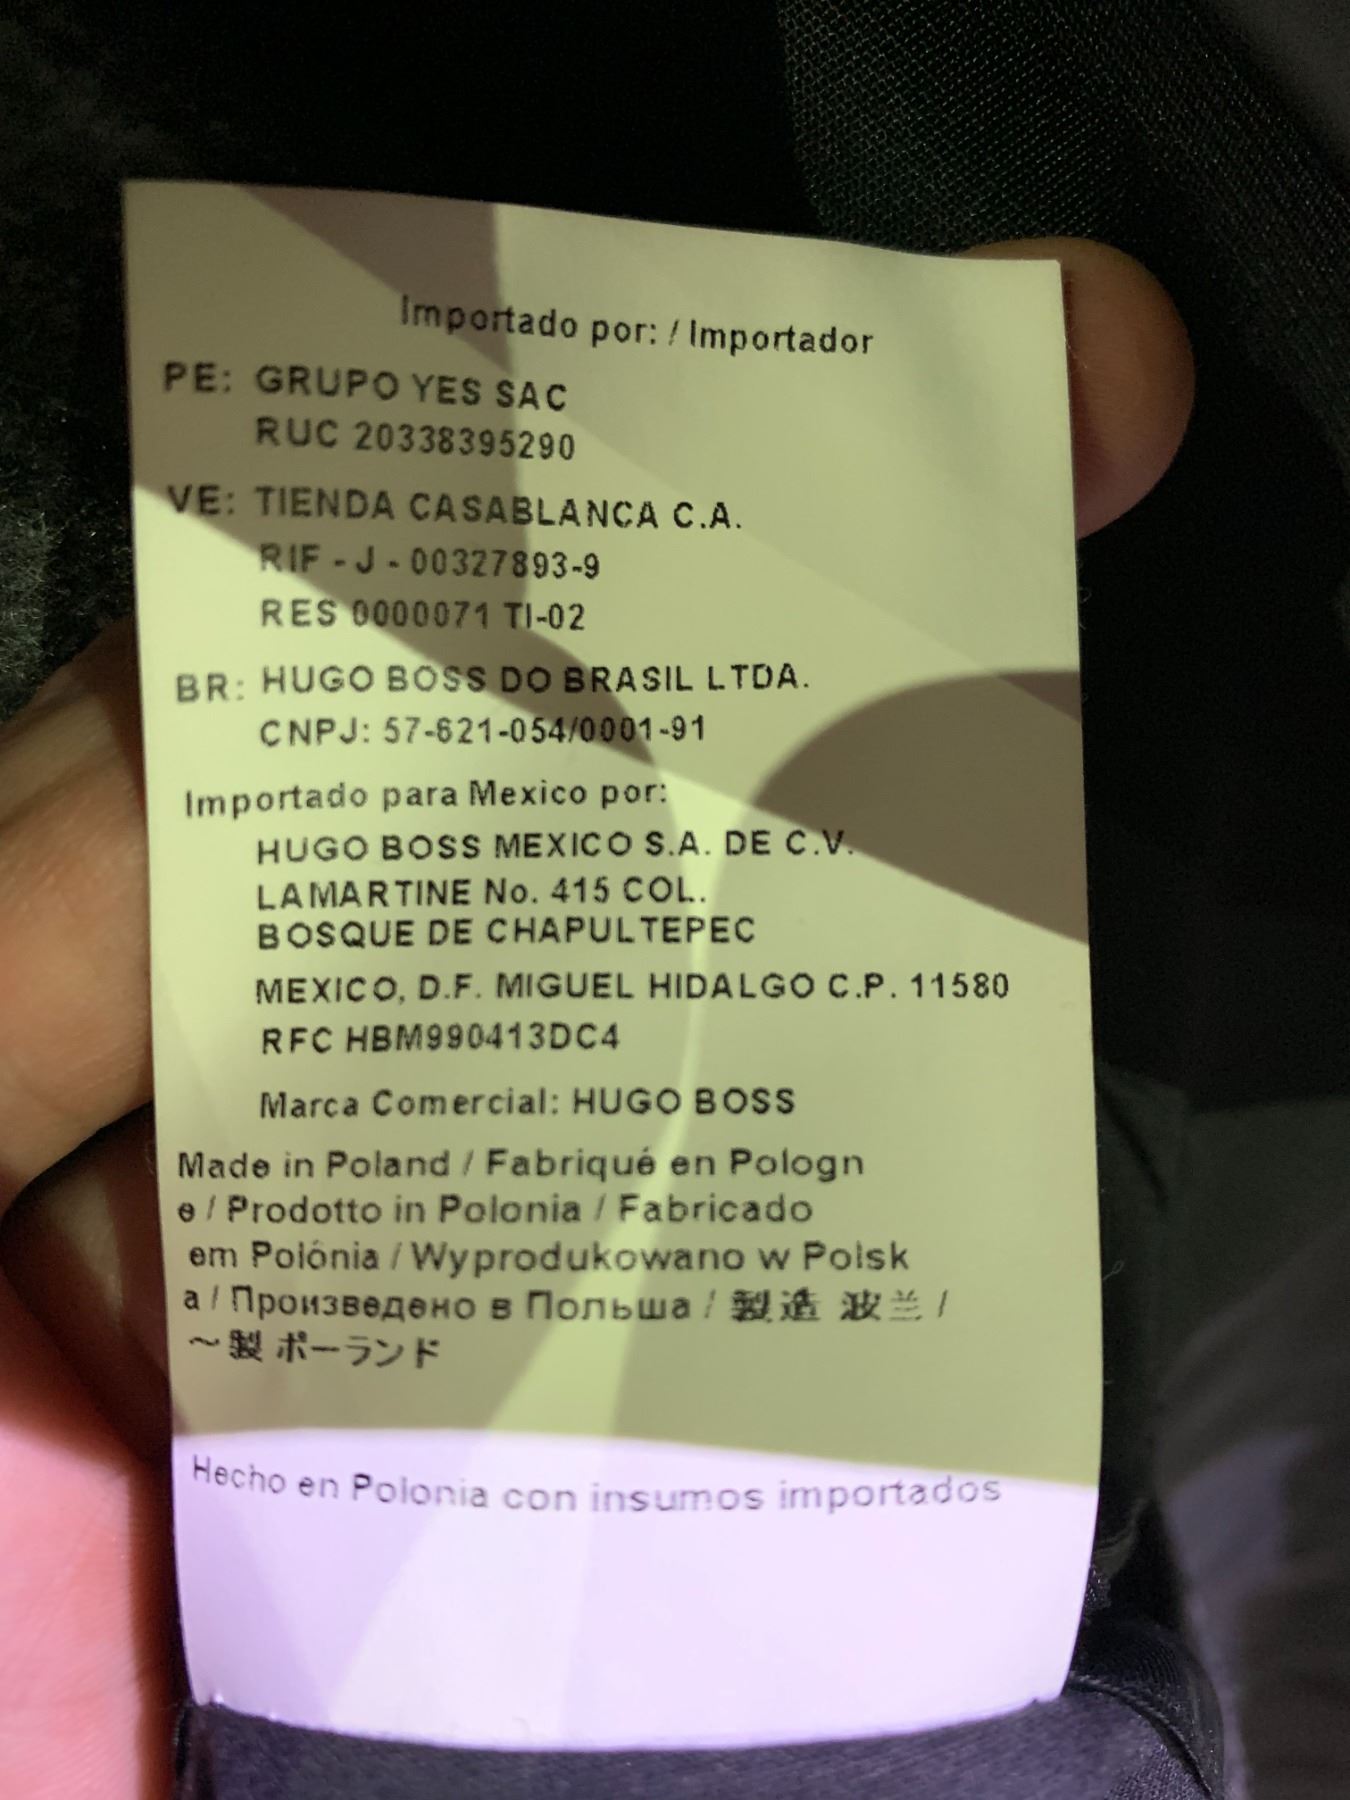 Importado por: / Importador
PE: GRUPO YES SAC
RUC 20338395290
VE: TIENDA CASABLANCA C.A.
RIF - J - 00327893-9
RES 0000071 TI-02
BR: HUGO BOSS DO BRASIL LTDA.
CNPJ: 57-621-054/0001-91
Importado para Mexico por:
HUGO BOSS MEXICO S.A. DE C.V.
LAMARTINE No. 415 COL.
BOSQUE DE CHAPULTEPEC
MEXICO, D.F. MIGUEL HIDALGO C.P. 11580
RFC HBM990413DC4
Marca Comercial: HUGO BOSS
Made in Poland / Fabriqué en Pologn
e / Prodotto in Polonia / Fabricado
em Polónia / Wyprodukowano w Polsk
a / Произведено в Польша / 製造 波兰 /
～製 ポーランド
Hecho en Polonia con insumos importados